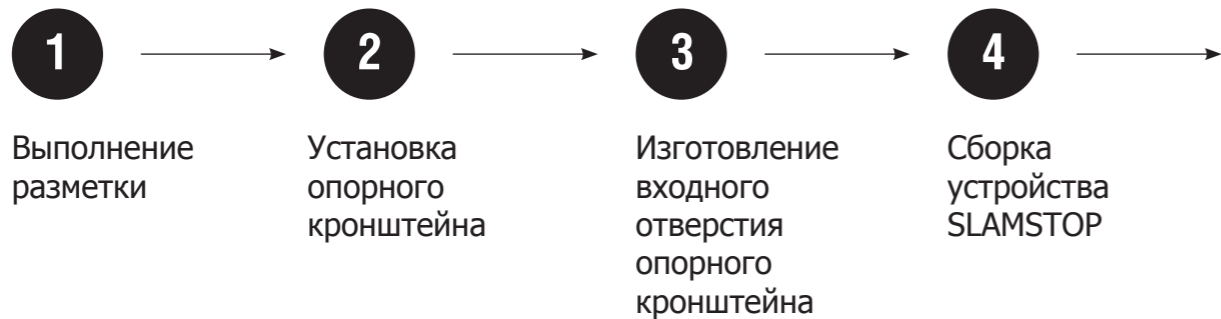 1
2
3
4
Выполнение
разметки
Установка
опорного
кронштейна
Изготовление
входного
отверстия
опорного
кронштейна
Сборка
устройства
SLAMSTOP